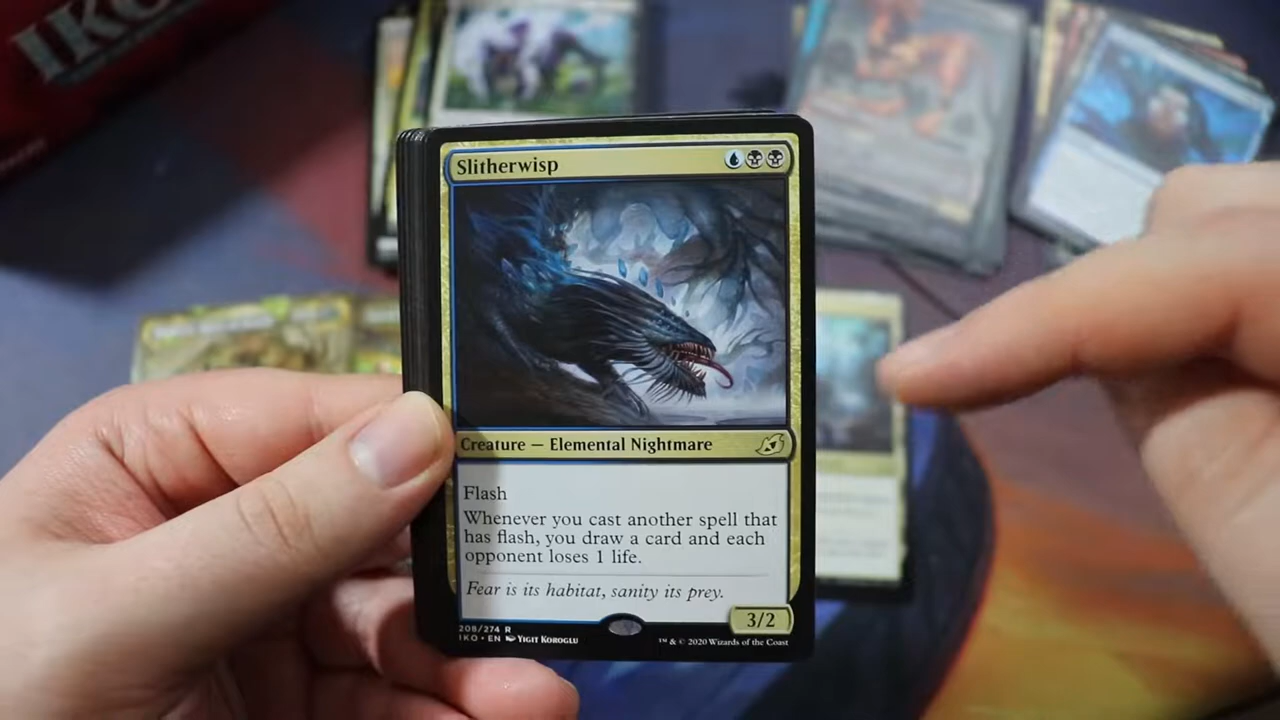 IKO
Slitherwisp
Creature — Elemental Nightmare
Flash
Whenever you cast another spell that
has flash, you draw a card and each
opponent loses 1 life.
Fear is its habitat, sanity its prey.
3/2
208/274 R
IKO • EN Yigit Koroglu
™ & © 2020 Wizards of the Coast